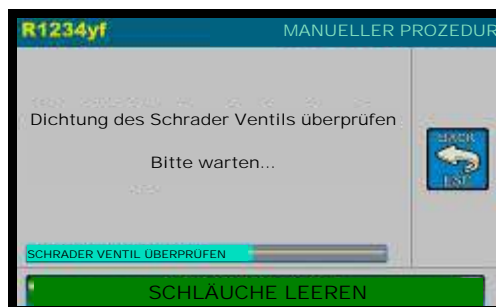 R1234yf
MANUELLER PROZEDUR
Dichtung des Schrader Ventils überprüfen
Bitte warten...
BACK
ESC
SCHRADER VENTIL ÜBERPRÜFEN
SCHLÄUCHE LEEREN